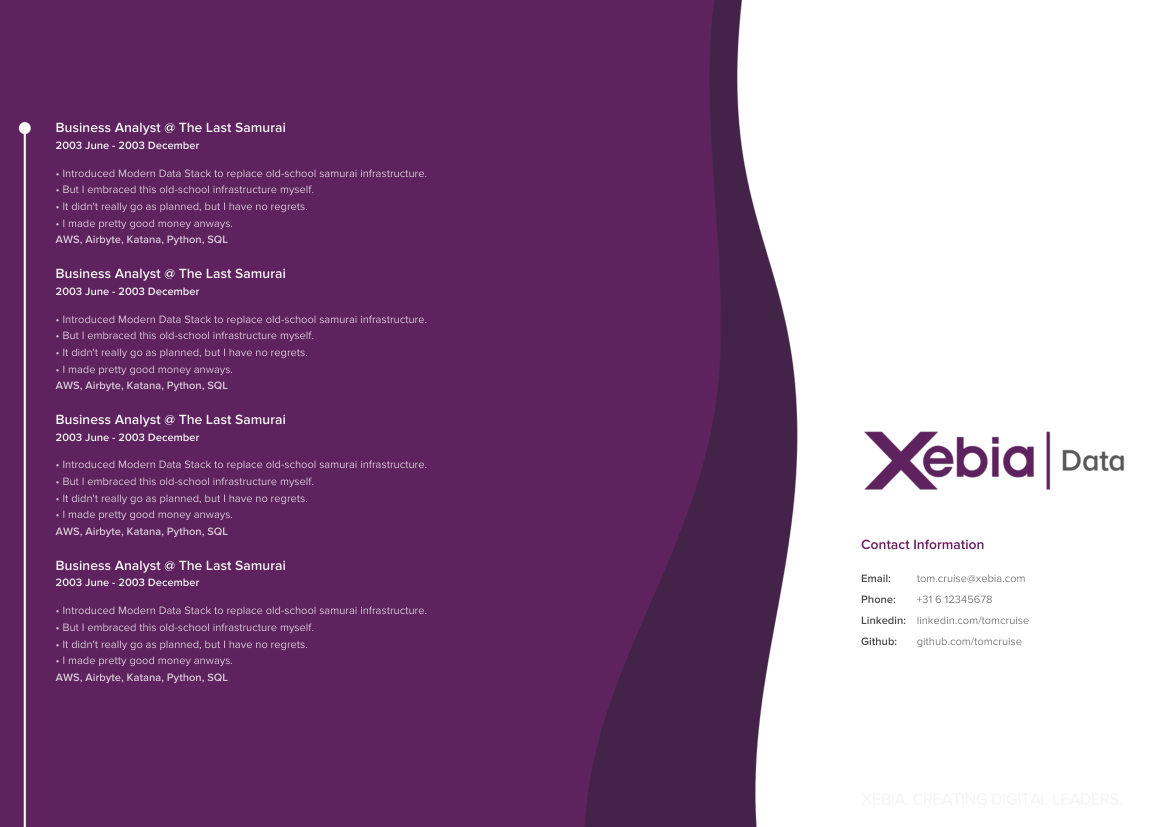 Business Analyst @ The Last Samurai
2003 June - 2003 December
• Introduced Modern Data Stack to replace old-school samurai infrastructure.
• But I embraced this old-school infrastructure myself.
• It didn't really go as planned, but I have no regrets.
• I made pretty good money anways.
AWS, Airbyte, Katana, Python, SQL
Business Analyst @ The Last Samurai
2003 June - 2003 December
• Introduced Modern Data Stack to replace old-school samurai infrastructure.
• But I embraced this old-school infrastructure myself.
• It didn't really go as planned, but I have no regrets.
• I made pretty good money anways.
AWS, Airbyte, Katana, Python, SQL
Business Analyst @ The Last Samurai
2003 June - 2003 December
• Introduced Modern Data Stack to replace old-school samurai infrastructure.
• But I embraced this old-school infrastructure myself.
• It didn't really go as planned, but I have no regrets.
• I made pretty good money anways.
AWS, Airbyte, Katana, Python, SQL
Business Analyst @ The Last Samurai
2003 June - 2003 December
• Introduced Modern Data Stack to replace old-school samurai infrastructure.
• But I embraced this old-school infrastructure myself.
• It didn't really go as planned, but I have no regrets.
• I made pretty good money anways.
AWS, Airbyte, Katana, Python, SQL
Xebia | Data
Contact Information
Email: tom.cruise@xebia.com
Phone: +31 6 12345678
Linkedin: linkedin.com/tomcruise
Github: github.com/tomcruise
XEBIA. CREATING DIGITAL LEADERS.